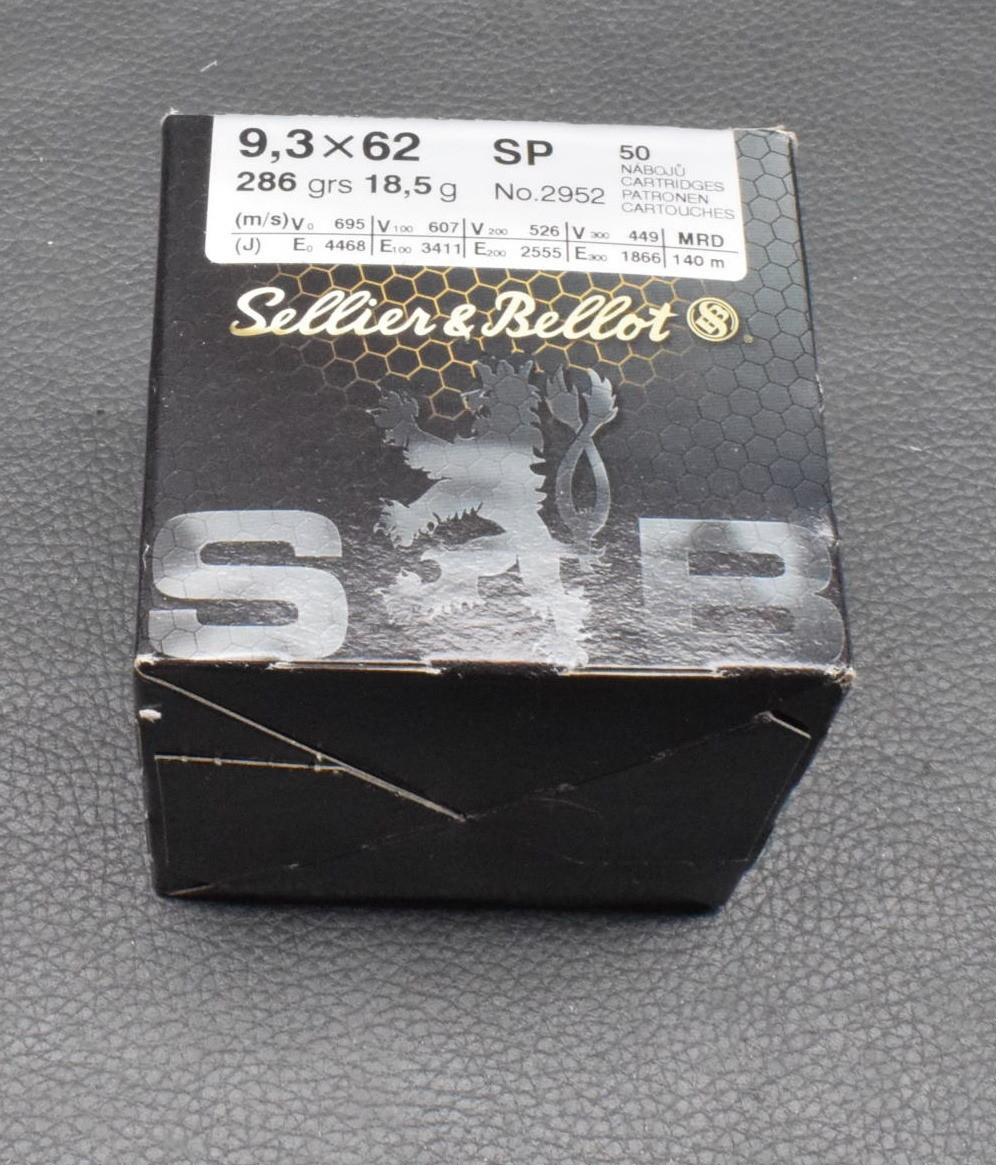 9,3×62 SP 50
NÁBOJŮ
286 grs 18,5 g No.2952 CARTRIDGES
PATRONEN
CARTOUCHES
(m/s) V₀ 695 V₁₀₀ 607 V₂₀₀ 526 V₃₀₀ 449 MRD
(J) E₀ 4468 E₁₀₀ 3411 E₂₀₀ 2555 E₃₀₀ 1866 140 m
Sellier & Bellot
S B